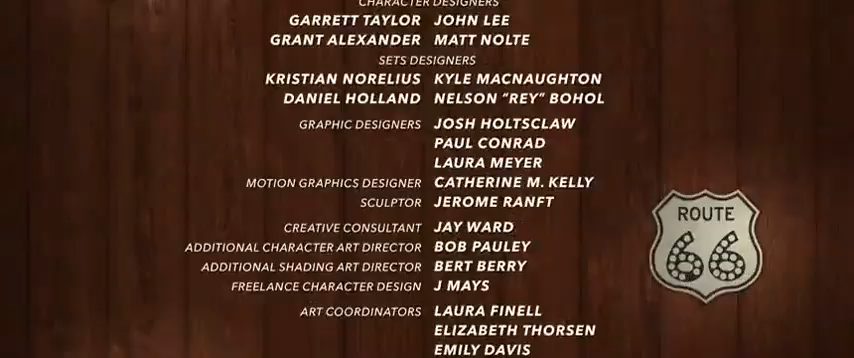 CHARACTER DESIGNERS
GARRETT TAYLOR JOHN LEE
GRANT ALEXANDER MATT NOLTE
SETS DESIGNERS
KRISTIAN NORELIUS KYLE MACNAUGHTON
DANIEL HOLLAND NELSON “REY” BOHOL
GRAPHIC DESIGNERS JOSH HOLTSCLAW
PAUL CONRAD
LAURA MEYER
MOTION GRAPHICS DESIGNER CATHERINE M. KELLY
SCULPTOR JEROME RANFT
CREATIVE CONSULTANT JAY WARD
ADDITIONAL CHARACTER ART DIRECTOR BOB PAULEY
ADDITIONAL SHADING ART DIRECTOR BERT BERRY
FREELANCE CHARACTER DESIGN J MAYS
ART COORDINATORS LAURA FINELL
ELIZABETH THORSEN
EMILY DAVIS
ROUTE
66